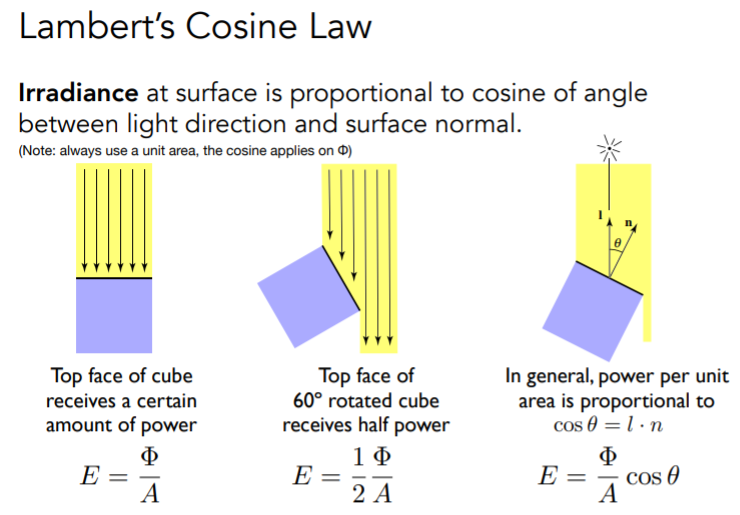 Lambert's Cosine Law
Irradiance at surface is proportional to cosine of angle
between light direction and surface normal.
(Note: always use a unit area, the cosine applies on Φ)
l
n
θ
Top face of cube
receives a certain
amount of power
E = Φ/A
Top face of
60° rotated cube
receives half power
E = 1/2 Φ/A
In general, power per unit
area is proportional to
cos θ = l · n
E = Φ/A cos θ